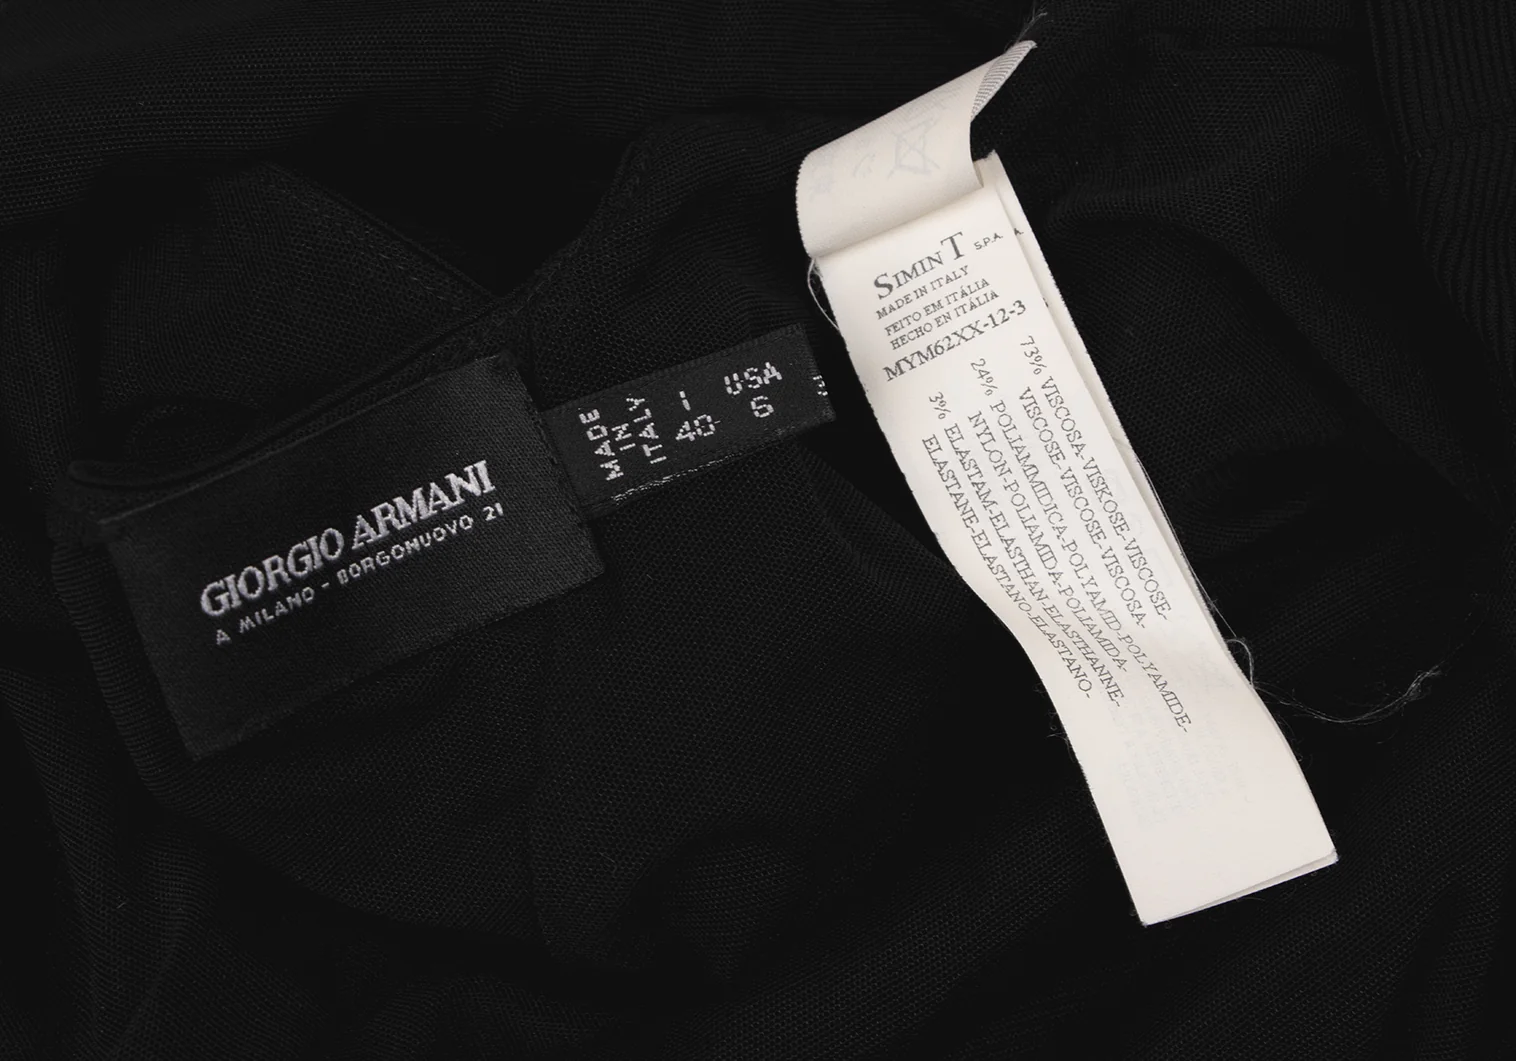 GIORGIO ARMANI
A MILANO - BORGONUOVO 21
MADE
IN
ITALY
I
40
USA
6
SIMINT S.P.A.
MADE IN ITALY
FEITO EM ITÁLIA
HECHO EN ITÁLIA
MYM62XX-12-3
73% VISCOSA-VISKOSE-VISCOSE-
VISCOSE-VISCOSE-VISCOSA-
24% POLIAMMIDICA-POLYAMID-POLYAMIDE-
NYLON-POLIAMIDA-POLIAMIDA-
3% ELASTAM-ELASTHAN-ELASTHANNE-
ELASTANE-ELASTANO-ELASTANO-